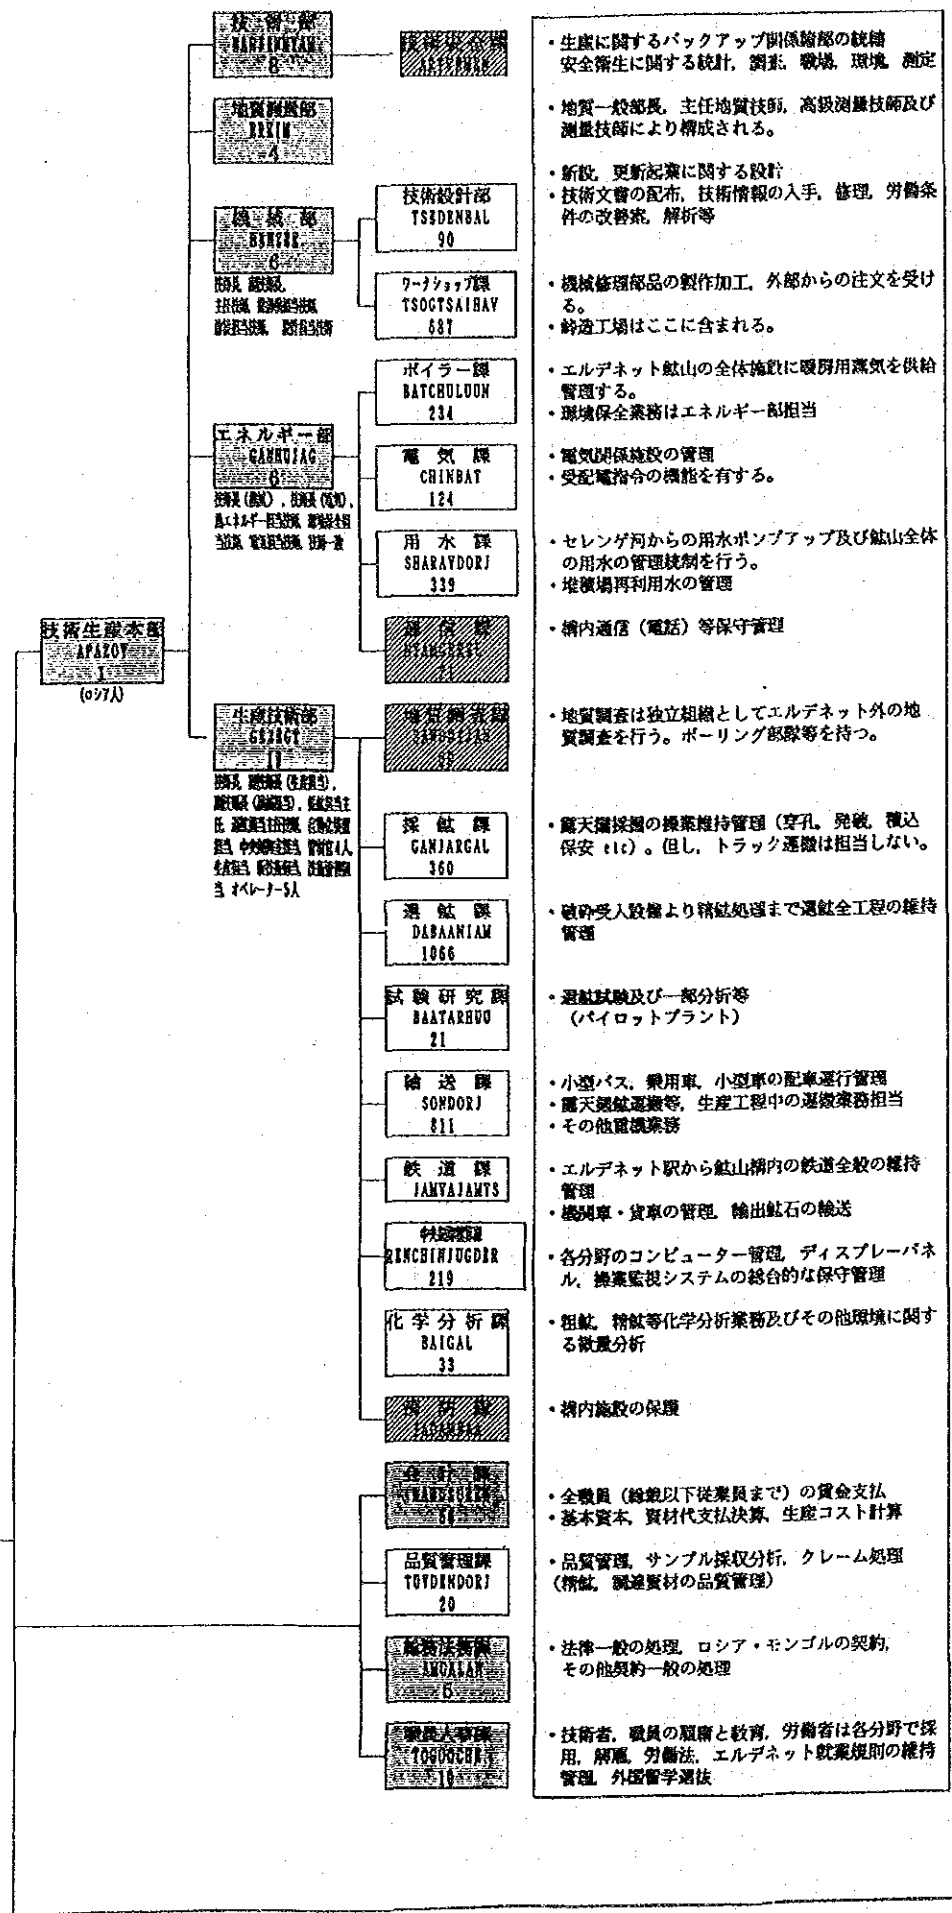 技術部
8
・生産に関するバックアップ関係諸部の統轄
安全衛生に関する統計, 調査, 職場, 環境, 測定
地質測量部
4
・地質一般部長, 主任地質技師, 高級測量技師及び
測量技師により構成される。
機械部
6
・新設, 更新起業に関する設計
・技術文書の配布, 技術情報の入手, 修理, 労働条
件の改善案, 解析等
技術設計部
TSEDENBAL
90
ワークショップ課
TSOGTSAIHAV
687
・機械修理部品の製作加工, 外部からの注文を受け
る。
・鋳造工場はここに含まれる。
エネルギー部
GANHUJAG
6
ボイラー課
BATCHULUUN
234
・エルデネット鉱山の全体施設に暖房用蒸気を供給
管理する。
・環境保全業務はエネルギー部担当
電気課
CHINBAT
124
・電気関係施設の管理
・受配電指令の機能を有する。
用水課
SHARAVDORJ
339
・セレンゲ河からの用水ポンプアップ及び鉱山全体
の用水の管理統制を行う。
・堆積場再利用水の管理
通信課
71
・構内通信（電話）等保守管理
技術生産本部
APAZOV
1
(ロシア人)
生産技術部
オペレーター5人
・地質調査は独立組織としてエルデネット外の地
質調査を行う。ボーリング部隊等を持つ。
採鉱課
GANJARGAL
360
・露天掘採掘の操業維持管理（穿孔, 発破, 積込
保安 etc）。但し, トラック運搬は担当しない。
選鉱課
DABAANIAM
1066
・破砕受入設備より精鉱処理まで選鉱全工程の維持
管理
試験研究課
BAATARHUU
21
・選鉱試験及び一部分析等
（パイロットプラント）
輸送課
SONDORJ
811
・小型バス, 乗用車, 小型車の配車運行管理
・露天掘鉱運搬等, 生産工程中の運搬業務担当
・その他重機業務
鉄道課
JAMYAJAMTS
・エルデネット駅から鉱山構内の鉄道全般の維持
管理
・機関車・貨車の管理, 輸出鉱石の輸送
RENCHINJUGDER
219
・各分野のコンピューター管理, ディスプレーパネ
ル, 操業監視システムの総合的な保守管理
化学分析課
BAIGAL
33
・粗鉱, 精鉱等化学分析業務及びその他環境に関す
る微量分析
・構内施設の保護
会計課
・全職員（総裁以下従業員まで）の賃金支払
・基本資本, 資材代支払決算, 生産コスト計算
品質管理課
TOVDENDORJ
20
・品質管理, サンプル採収分析, クレーム処理
（精鉱, 調達資材の品質管理）
AMGALAN
6
・法律一般の処理, ロシア・モンゴルの契約,
その他契約一般の処理
職員人事課
・技術者, 職員の雇用と教育, 労働者は各分野で採
用, 解雇, 労働法, エルデネット就業規則の維持
管理, 外国留学選抜